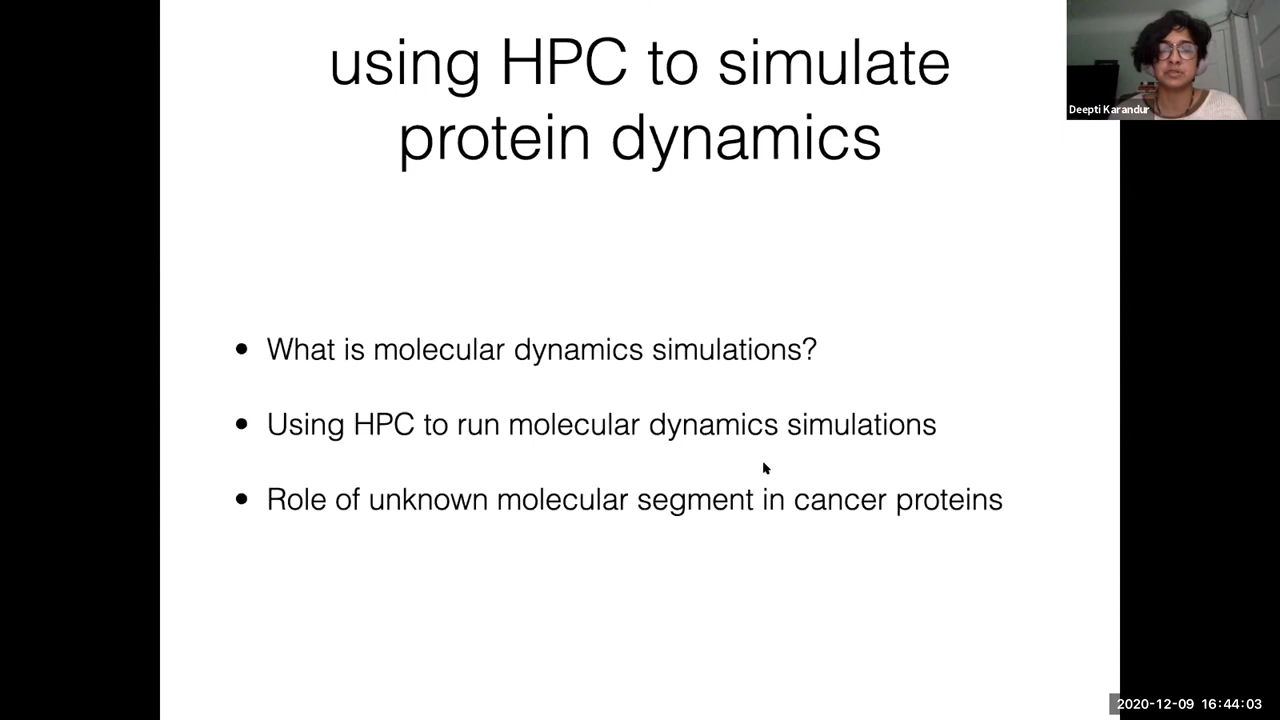 using HPC to simulate
protein dynamics
Deepti Karandur
• What is molecular dynamics simulations?
• Using HPC to run molecular dynamics simulations
• Role of unknown molecular segment in cancer proteins
2020-12-09 16:44:03